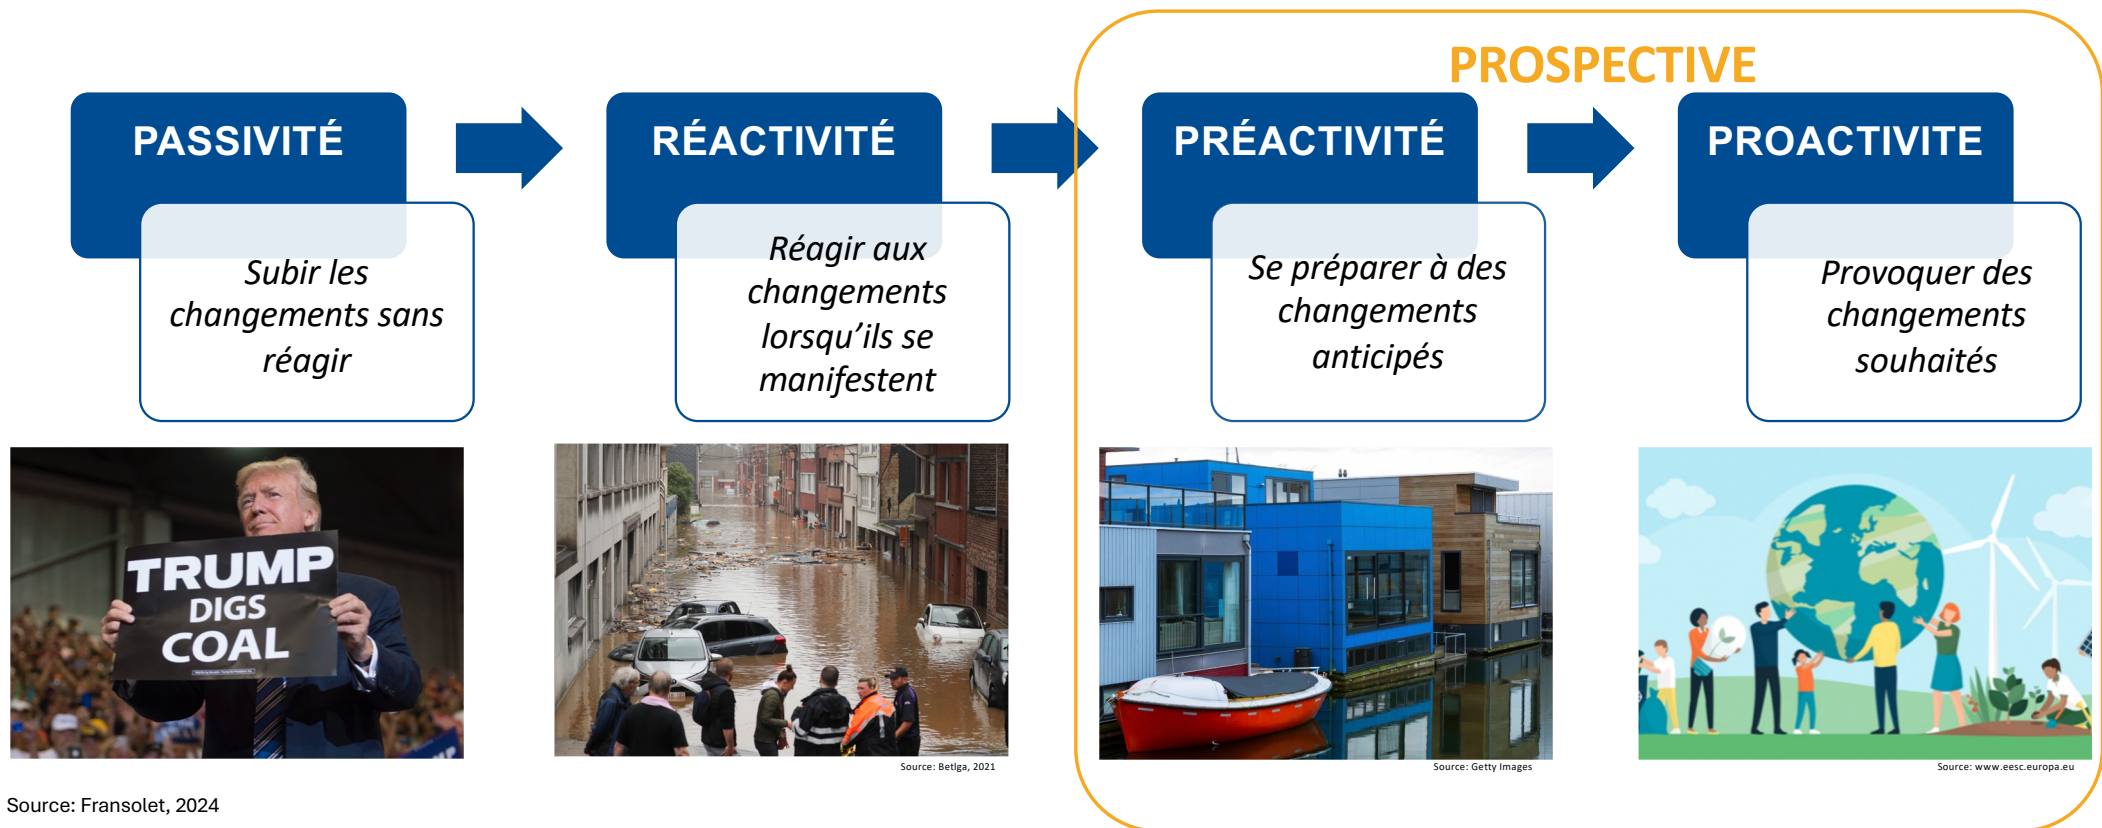 PROSPECTIVE
PASSIVITÉ
Subir les
changements sans
réagir
RÉACTIVITÉ
Réagir aux
changements
lorsqu’ils se
manifestent
PRÉACTIVITÉ
Se préparer à des
changements
anticipés
PROACTIVITE
Provoquer des
changements
souhaités
TRUMP
DIGS
COAL
Source: Betlga, 2021
Source: Getty Images
Source: www.eesc.europa.eu
Source: Fransolet, 2024